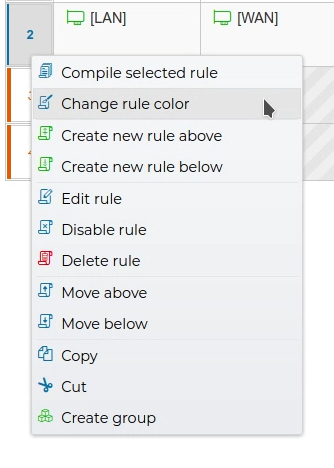 2 [LAN] [WAN]
Compile selected rule
Change rule color
Create new rule above
Create new rule below
Edit rule
Disable rule
Delete rule
Move above
Move below
Copy
Cut
Create group